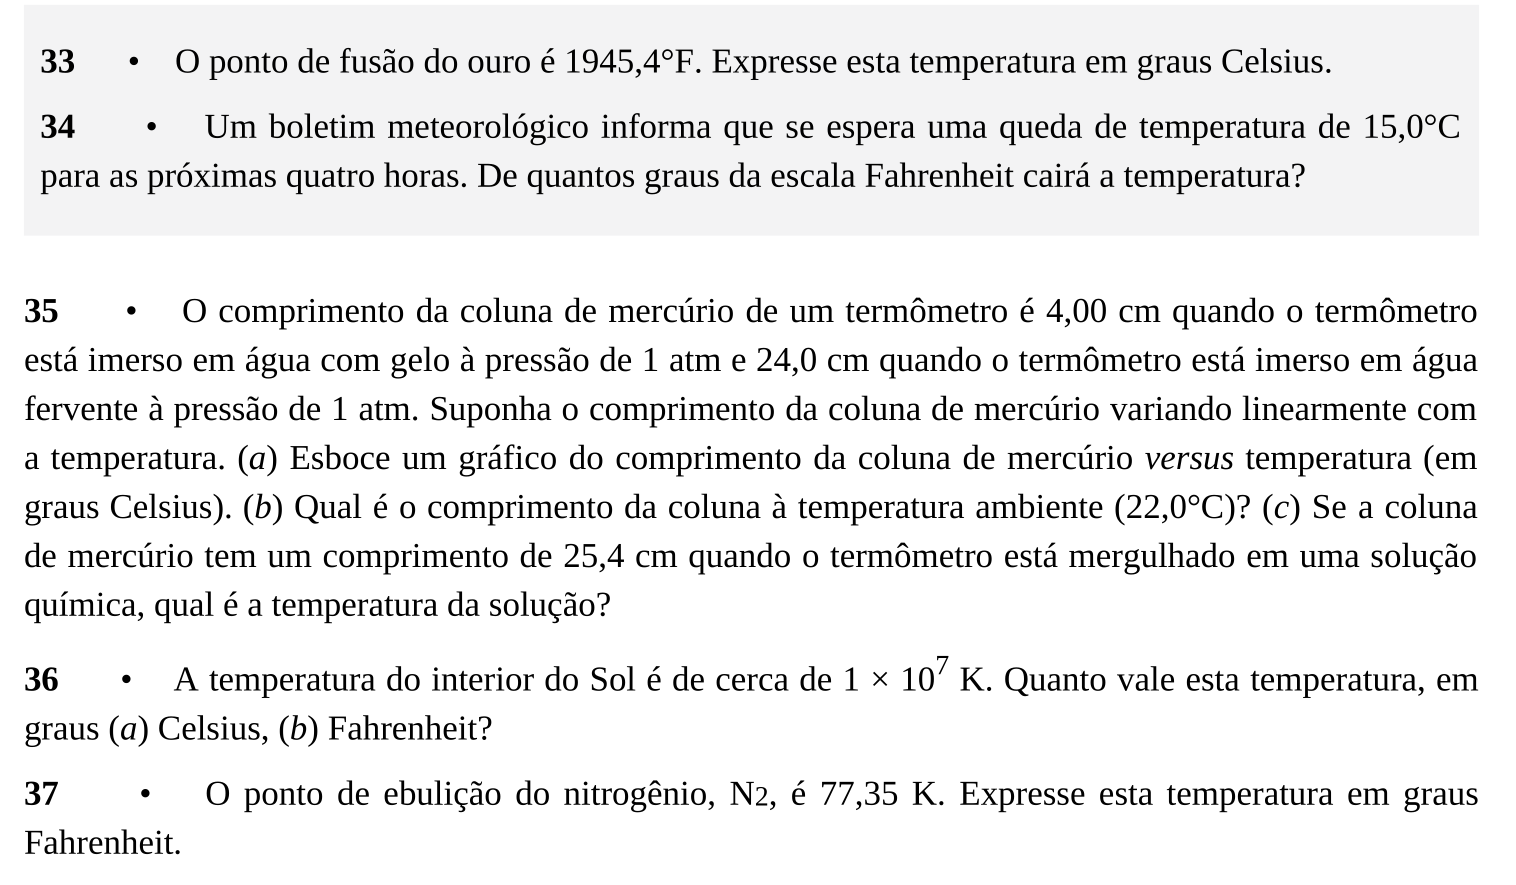 33 • O ponto de fusão do ouro é 1945,4°F. Expresse esta temperatura em graus Celsius.
34 • Um boletim meteorológico informa que se espera uma queda de temperatura de 15,0°C
para as próximas quatro horas. De quantos graus da escala Fahrenheit cairá a temperatura?
35 • O comprimento da coluna de mercúrio de um termômetro é 4,00 cm quando o termômetro
está imerso em água com gelo à pressão de 1 atm e 24,0 cm quando o termômetro está imerso em água
fervente à pressão de 1 atm. Suponha o comprimento da coluna de mercúrio variando linearmente com
a temperatura. (a) Esboce um gráfico do comprimento da coluna de mercúrio versus temperatura (em
graus Celsius). (b) Qual é o comprimento da coluna à temperatura ambiente (22,0°C)? (c) Se a coluna
de mercúrio tem um comprimento de 25,4 cm quando o termômetro está mergulhado em uma solução
química, qual é a temperatura da solução?
36 • A temperatura do interior do Sol é de cerca de 1 × 10⁷ K. Quanto vale esta temperatura, em
graus (a) Celsius, (b) Fahrenheit?
37 • O ponto de ebulição do nitrogênio, N2, é 77,35 K. Expresse esta temperatura em graus
Fahrenheit.